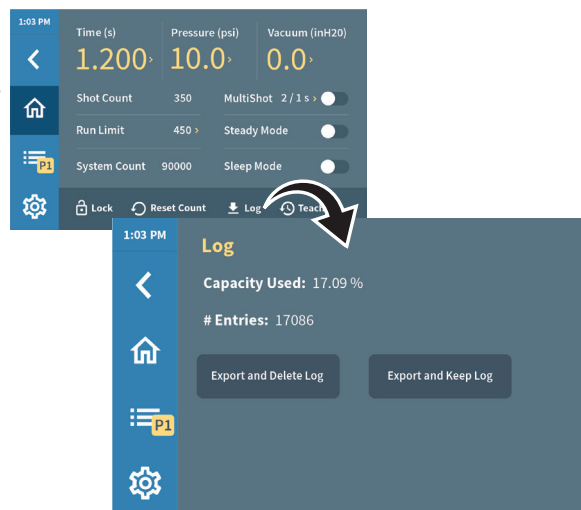 1:03 PM
Time (s) Pressure (psi) Vacuum (inH20)
1.200› 10.0› 0.0›
Shot Count 350 MultiShot 2 / 1 s ›
Run Limit 450 › Steady Mode
P1
System Count 90000 Sleep Mode
Lock Reset Count Log Teach
1:03 PM
Log
Capacity Used: 17.09 %
# Entries: 17086
Export and Delete Log Export and Keep Log
P1